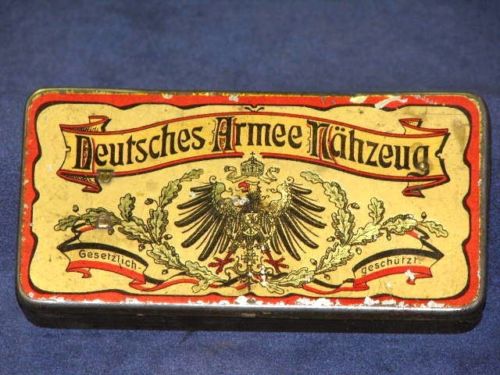 Deutsches Armee Nähzeug
Gesetzlich- geschützt.